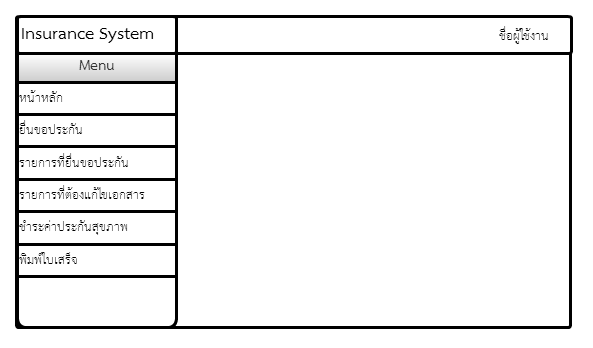 Insurance System
ชื่อผู้ใช้งาน
Menu
หน้าหลัก
ยื่นขอประกัน
รายการที่ยื่นขอประกัน
รายการที่ต้องแก้ไขเอกสาร
ชำระค่าประกันสุขภาพ
พิมพ์ใบเสร็จ